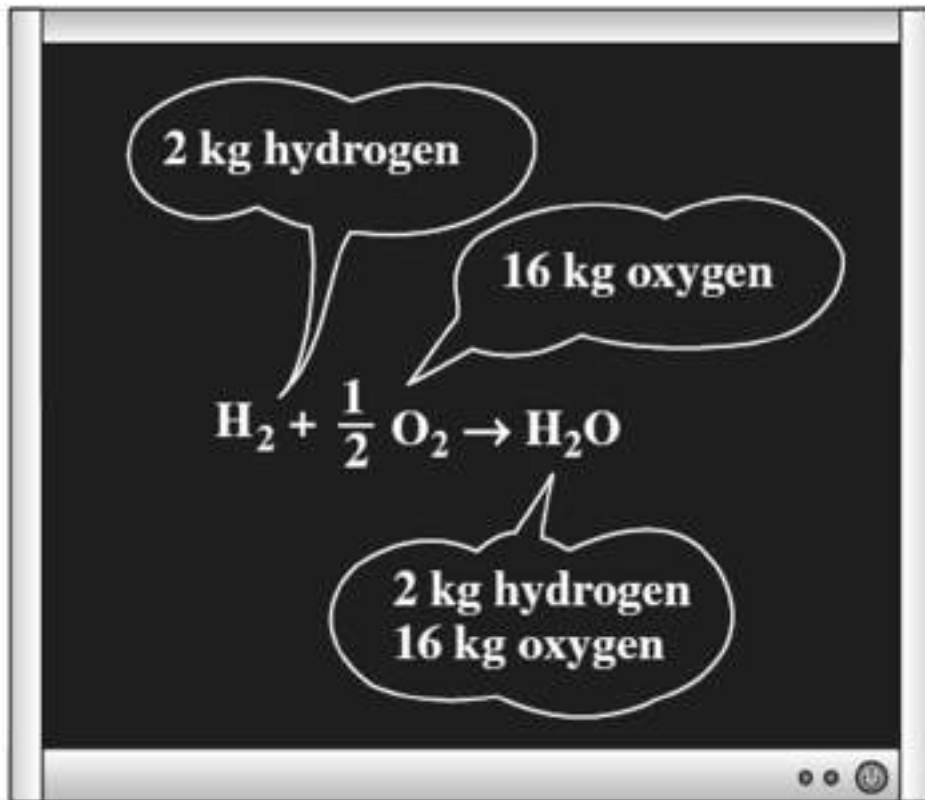 2 kg hydrogen
16 kg oxygen
H₂ + 1/2 O₂ → H₂O
2 kg hydrogen
16 kg oxygen